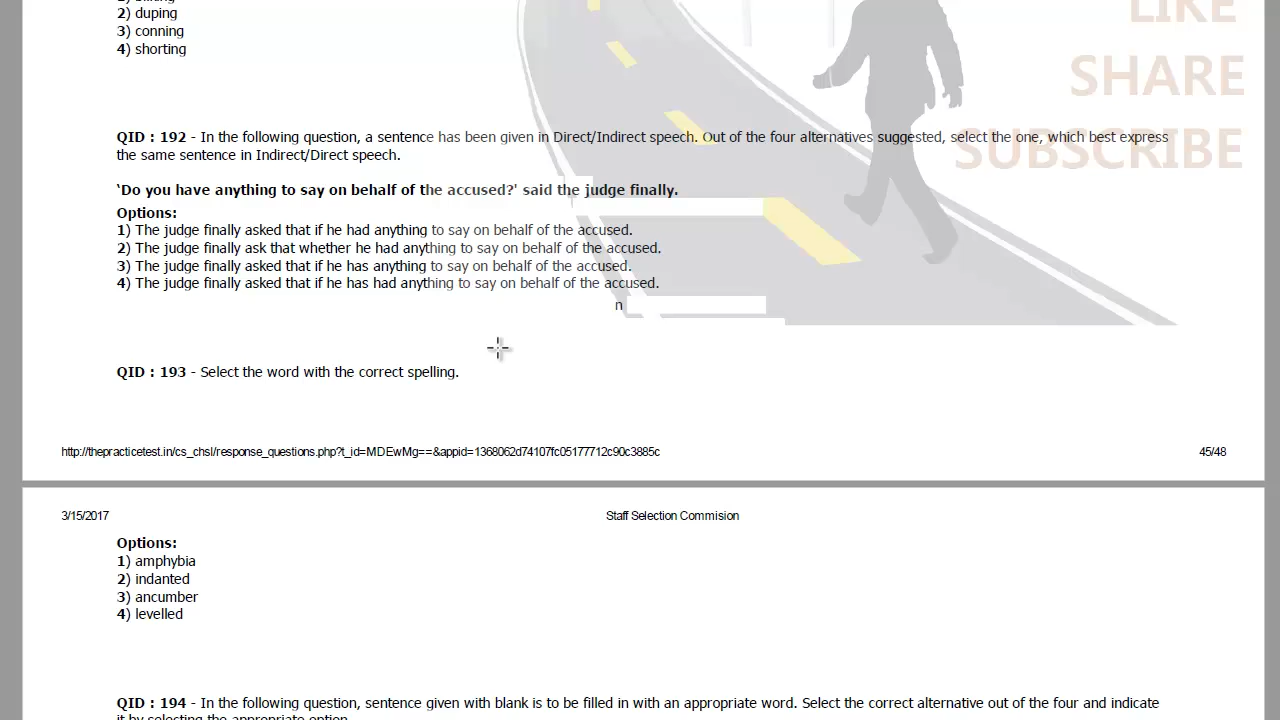 2) duping
3) conning
4) shorting
LIKE
SHARE
SUBSCRIBE
QID : 192 - In the following question, a sentence has been given in Direct/Indirect speech. Out of the four alternatives suggested, select the one, which best express
the same sentence in Indirect/Direct speech.
'Do you have anything to say on behalf of the accused?' said the judge finally.
Options:
1) The judge finally asked that if he had anything to say on behalf of the accused.
2) The judge finally ask that whether he had anything to say on behalf of the accused.
3) The judge finally asked that if he has anything to say on behalf of the accused.
4) The judge finally asked that if he has had anything to say on behalf of the accused.
n
QID : 193 - Select the word with the correct spelling.
http://thepracticetest.in/cs_chsl/response_questions.php?t_id=MDEwMg==&appid=1368062d74107fc05177712c90c3885c 45/48
3/15/2017 Staff Selection Commision
Options:
1) amphybia
2) indanted
3) ancumber
4) levelled
QID : 194 - In the following question, sentence given with blank is to be filled in with an appropriate word. Select the correct alternative out of the four and indicate
it by selecting the appropriate option.